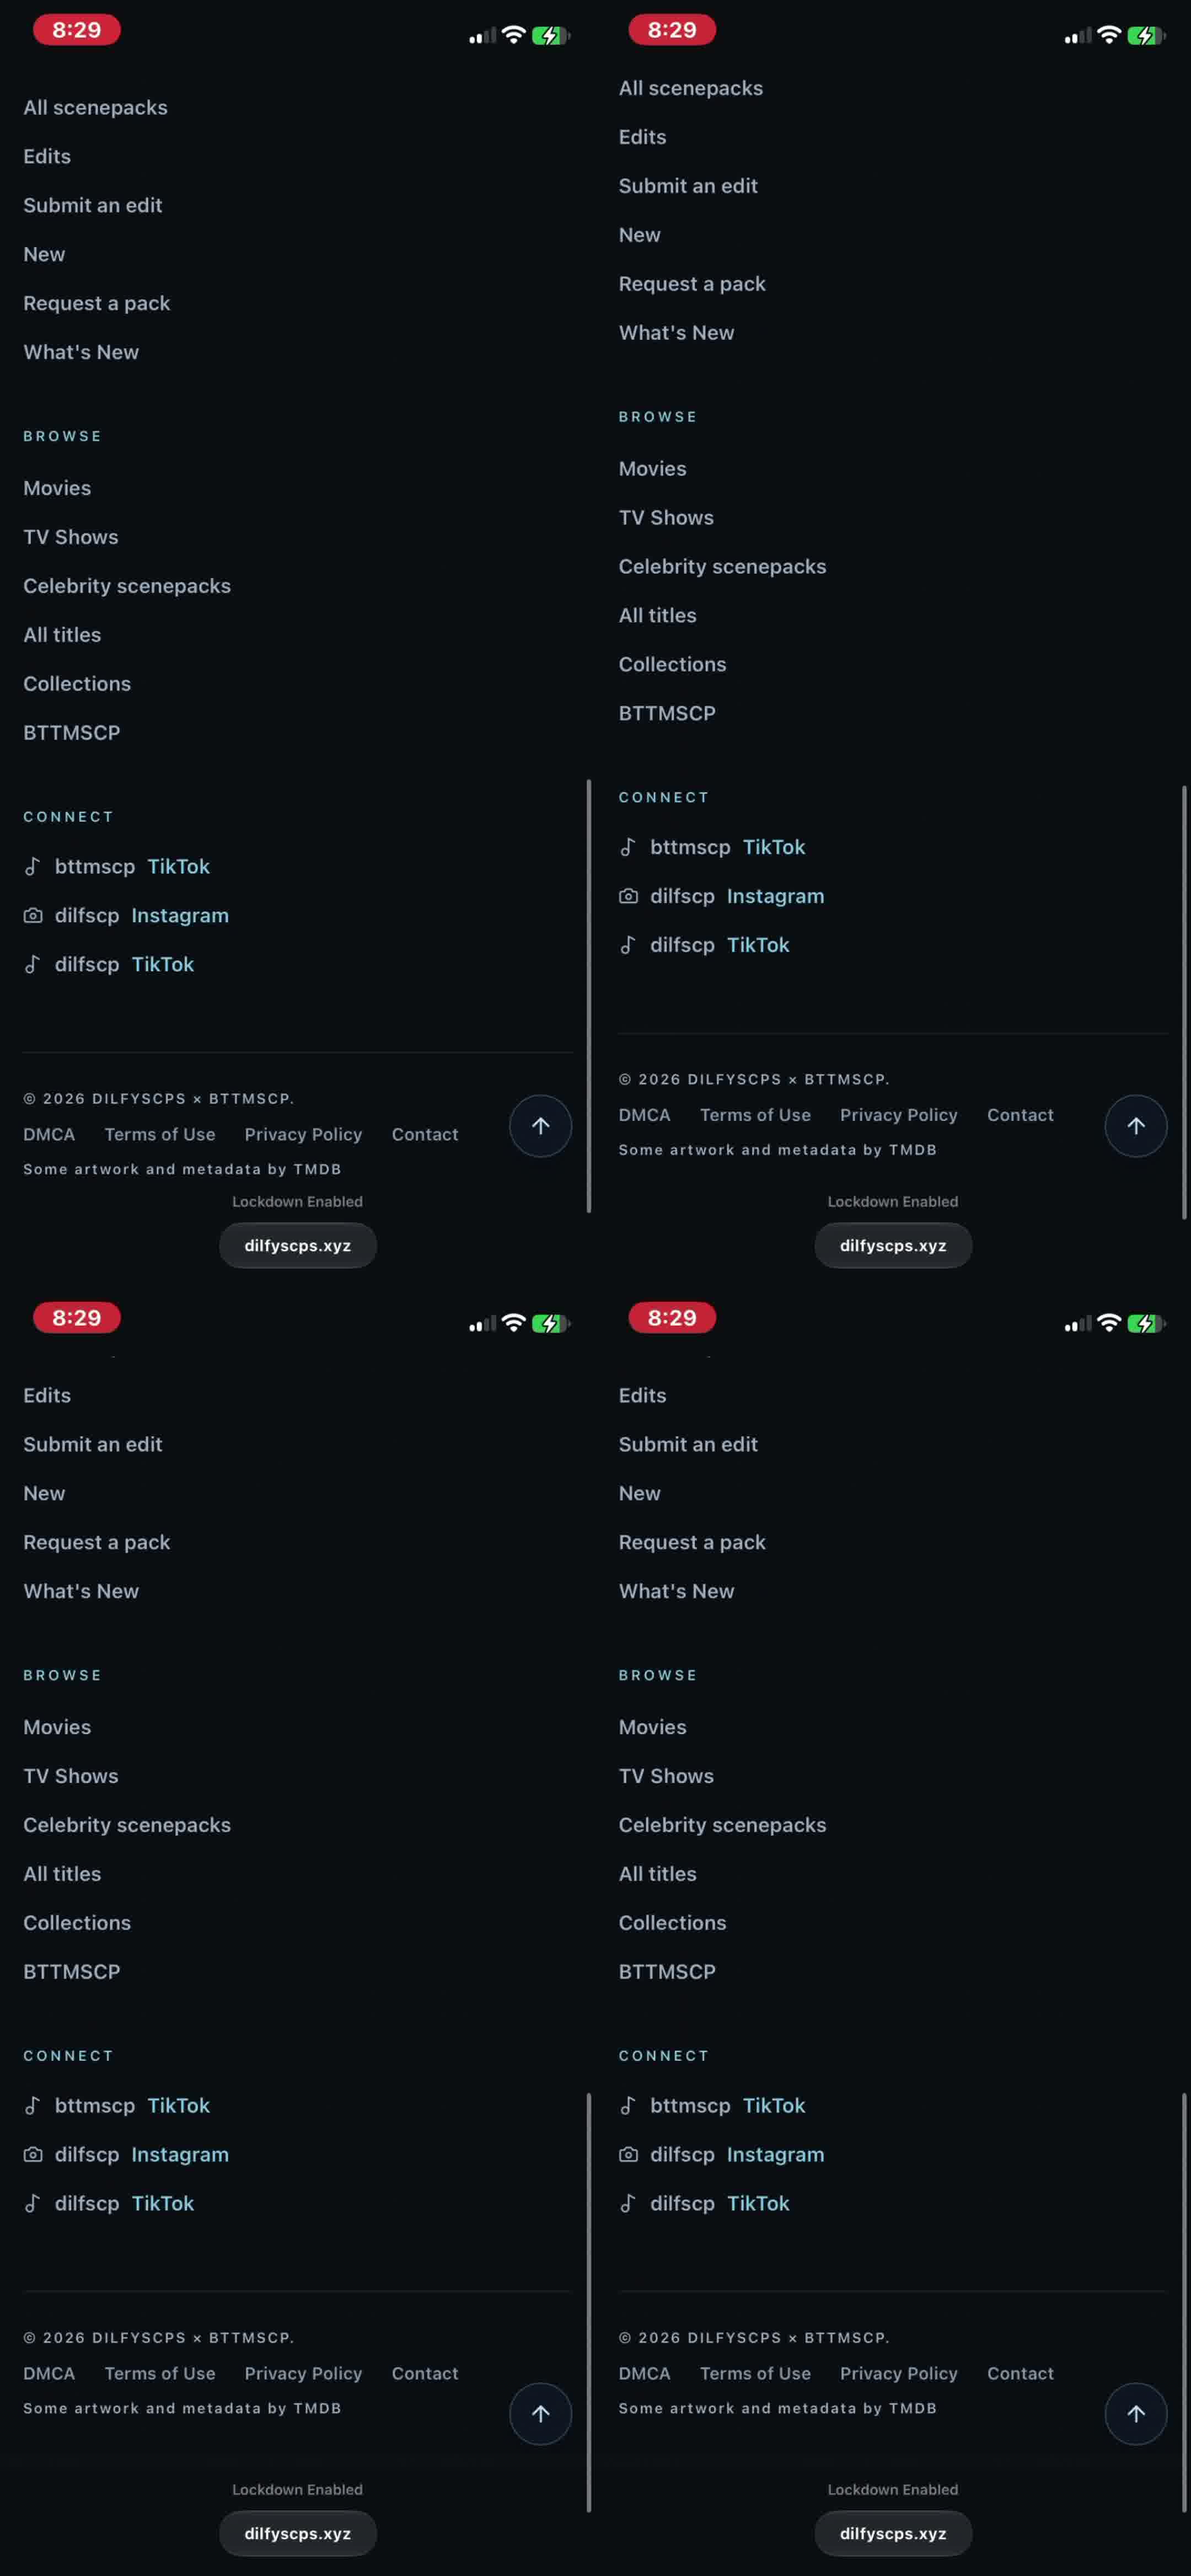 8:29
All scenepacks
Edits
Submit an edit
New
Request a pack
What's New
BROWSE
Movies
TV Shows
Celebrity scenepacks
All titles
Collections
BTTMSCP
CONNECT
bttmscp TikTok
dilfscp Instagram
dilfscp TikTok
© 2026 DILFYSCPS × BTTMSCP.
DMCA Terms of Use Privacy Policy Contact
Some artwork and metadata by TMDB
Lockdown Enabled
dilfyscps.xyz
8:29
All scenepacks
Edits
Submit an edit
New
Request a pack
What's New
BROWSE
Movies
TV Shows
Celebrity scenepacks
All titles
Collections
BTTMSCP
CONNECT
bttmscp TikTok
dilfscp Instagram
dilfscp TikTok
© 2026 DILFYSCPS × BTTMSCP.
DMCA Terms of Use Privacy Policy Contact
Some artwork and metadata by TMDB
Lockdown Enabled
dilfyscps.xyz
8:29
Edits
Submit an edit
New
Request a pack
What's New
BROWSE
Movies
TV Shows
Celebrity scenepacks
All titles
Collections
BTTMSCP
CONNECT
bttmscp TikTok
dilfscp Instagram
dilfscp TikTok
© 2026 DILFYSCPS × BTTMSCP.
DMCA Terms of Use Privacy Policy Contact
Some artwork and metadata by TMDB
Lockdown Enabled
dilfyscps.xyz
8:29
Edits
Submit an edit
New
Request a pack
What's New
BROWSE
Movies
TV Shows
Celebrity scenepacks
All titles
Collections
BTTMSCP
CONNECT
bttmscp TikTok
dilfscp Instagram
dilfscp TikTok
© 2026 DILFYSCPS × BTTMSCP.
DMCA Terms of Use Privacy Policy Contact
Some artwork and metadata by TMDB
Lockdown Enabled
dilfyscps.xyz